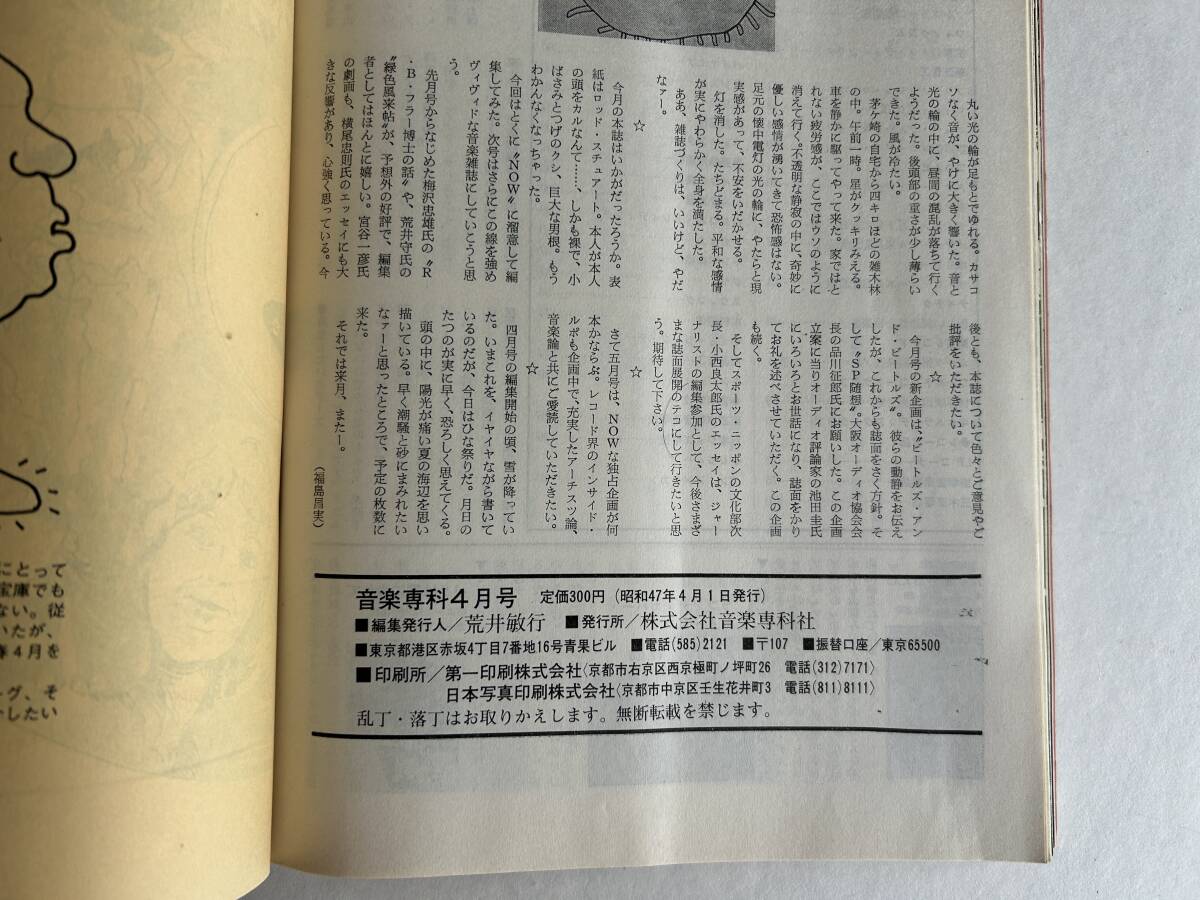 丸い光の輪が足もとでゆれる。カサコ
ソなく音が、やけに大きく響いた。音と
光の輪の中に、昼間の混乱が落ちて行く
ようだった。後頭部の重さが少し薄らい
できた。風が冷たい。
茅ケ崎の自宅から四キロほどの雑木林
の中。午前一時。星がクッキリみえる。
車を静かに駆ってやって来た。家ではと
れない疲労感が、ここではウソのように
消えて行く。不透明な静寂の中に、奇妙に
優しい感情が湧いてきて恐怖感はない。
足元の懐中電灯の光の輪に、やたらと現
実感があって、不安をいだかせる。
灯を消した。たちどまる。平和な感情
が実にやわらかく全身を満たした。
ああ、雑誌づくりは、いいけど、やだ
なァー。
☆
今月の本誌はいかがだったろうか。表
紙はロッド・スチュアート。本人が本人
の頭をカルなんて……、しかも裸で、小
ばさみとつげのクシ、巨大な男根。もう
わかんなくなっちゃった。
今回はとくに〝NOW〟に溜意して編
集してみた。次号はさらにこの線を強め
ヴィヴィドな音楽雑誌にしていこうと思
う。
先月号からなじめた梅沢忠雄氏の〝R
・B・フラー博士の話〟や、荒井守氏の
〝緑色風来帖〟が、予想外の好評で、編集
者としてはほんとに嬉しい。宮谷一彦氏
の劇画も、横尾忠則氏のエッセイにも大
きな反響があり、心強く思っている。今
後とも、本誌について色々とご意見やご
批評をいただきたい。
☆
今月号の新企画は、〝ビートルズ・アン
ド・ビートルズ〟。彼らの動静をお伝え
したが、これからも誌面をさく方針。そ
して〝SP随想〟。大阪オーディオ協会会
長の品川征郎氏にお願いした。この企画
立案に当りオーディオ評論家の池田圭氏
にいろいろとお世話になり、誌面をかり
てお礼を述べさせていただく。この企画
も続く。
そしてスポーツ・ニッポンの文化部次
長・小西良太郎氏のエッセイは、ジャー
ナリストの編集参加として、今後さまざ
まな誌面展開のテコにして行きたいと思
う。期待して下さい。
☆
さて五月号は、NOWな独占企画が何
本かならぶ。レコード界のインサイド・
ルポも企画中で、充実したアーチスツ論、
音楽論と共にご愛読していただきたい。
☆
四月号の編集開始の頃、雪が降ってい
た。いまこれを、イヤイヤながら書いて
いるのだが、今日はひな祭りだ。月日の
たつのが実に早く、恐ろしく思えてくる。
頭の中に、陽光が痛い夏の海辺を思い
描いている。早く潮騒と砂にまみれたい
なァーと思ったところで、予定の枚数に
来た。
それでは来月、またー。
(福島昌実)
音楽専科4月号 定価300円(昭和47年4月1日発行)
■編集発行人/荒井敏行 ■発行所/株式会社音楽専科社
■東京都港区赤坂4丁目7番地16号青果ビル ■電話(585)2121 ■〒107 ■振替口座/東京65500
■印刷所/第一印刷株式会社〈京都市右京区西京極町ノ坪町26 電話(312)7171〉
日本写真印刷株式会社〈京都市中京区壬生花井町3 電話(811)8111〉
乱丁・落丁はお取りかえします。無断転載を禁じます。
にとって
宝庫でも
ない。従
いたが、
春4月を
ーグ、そ
かしたい